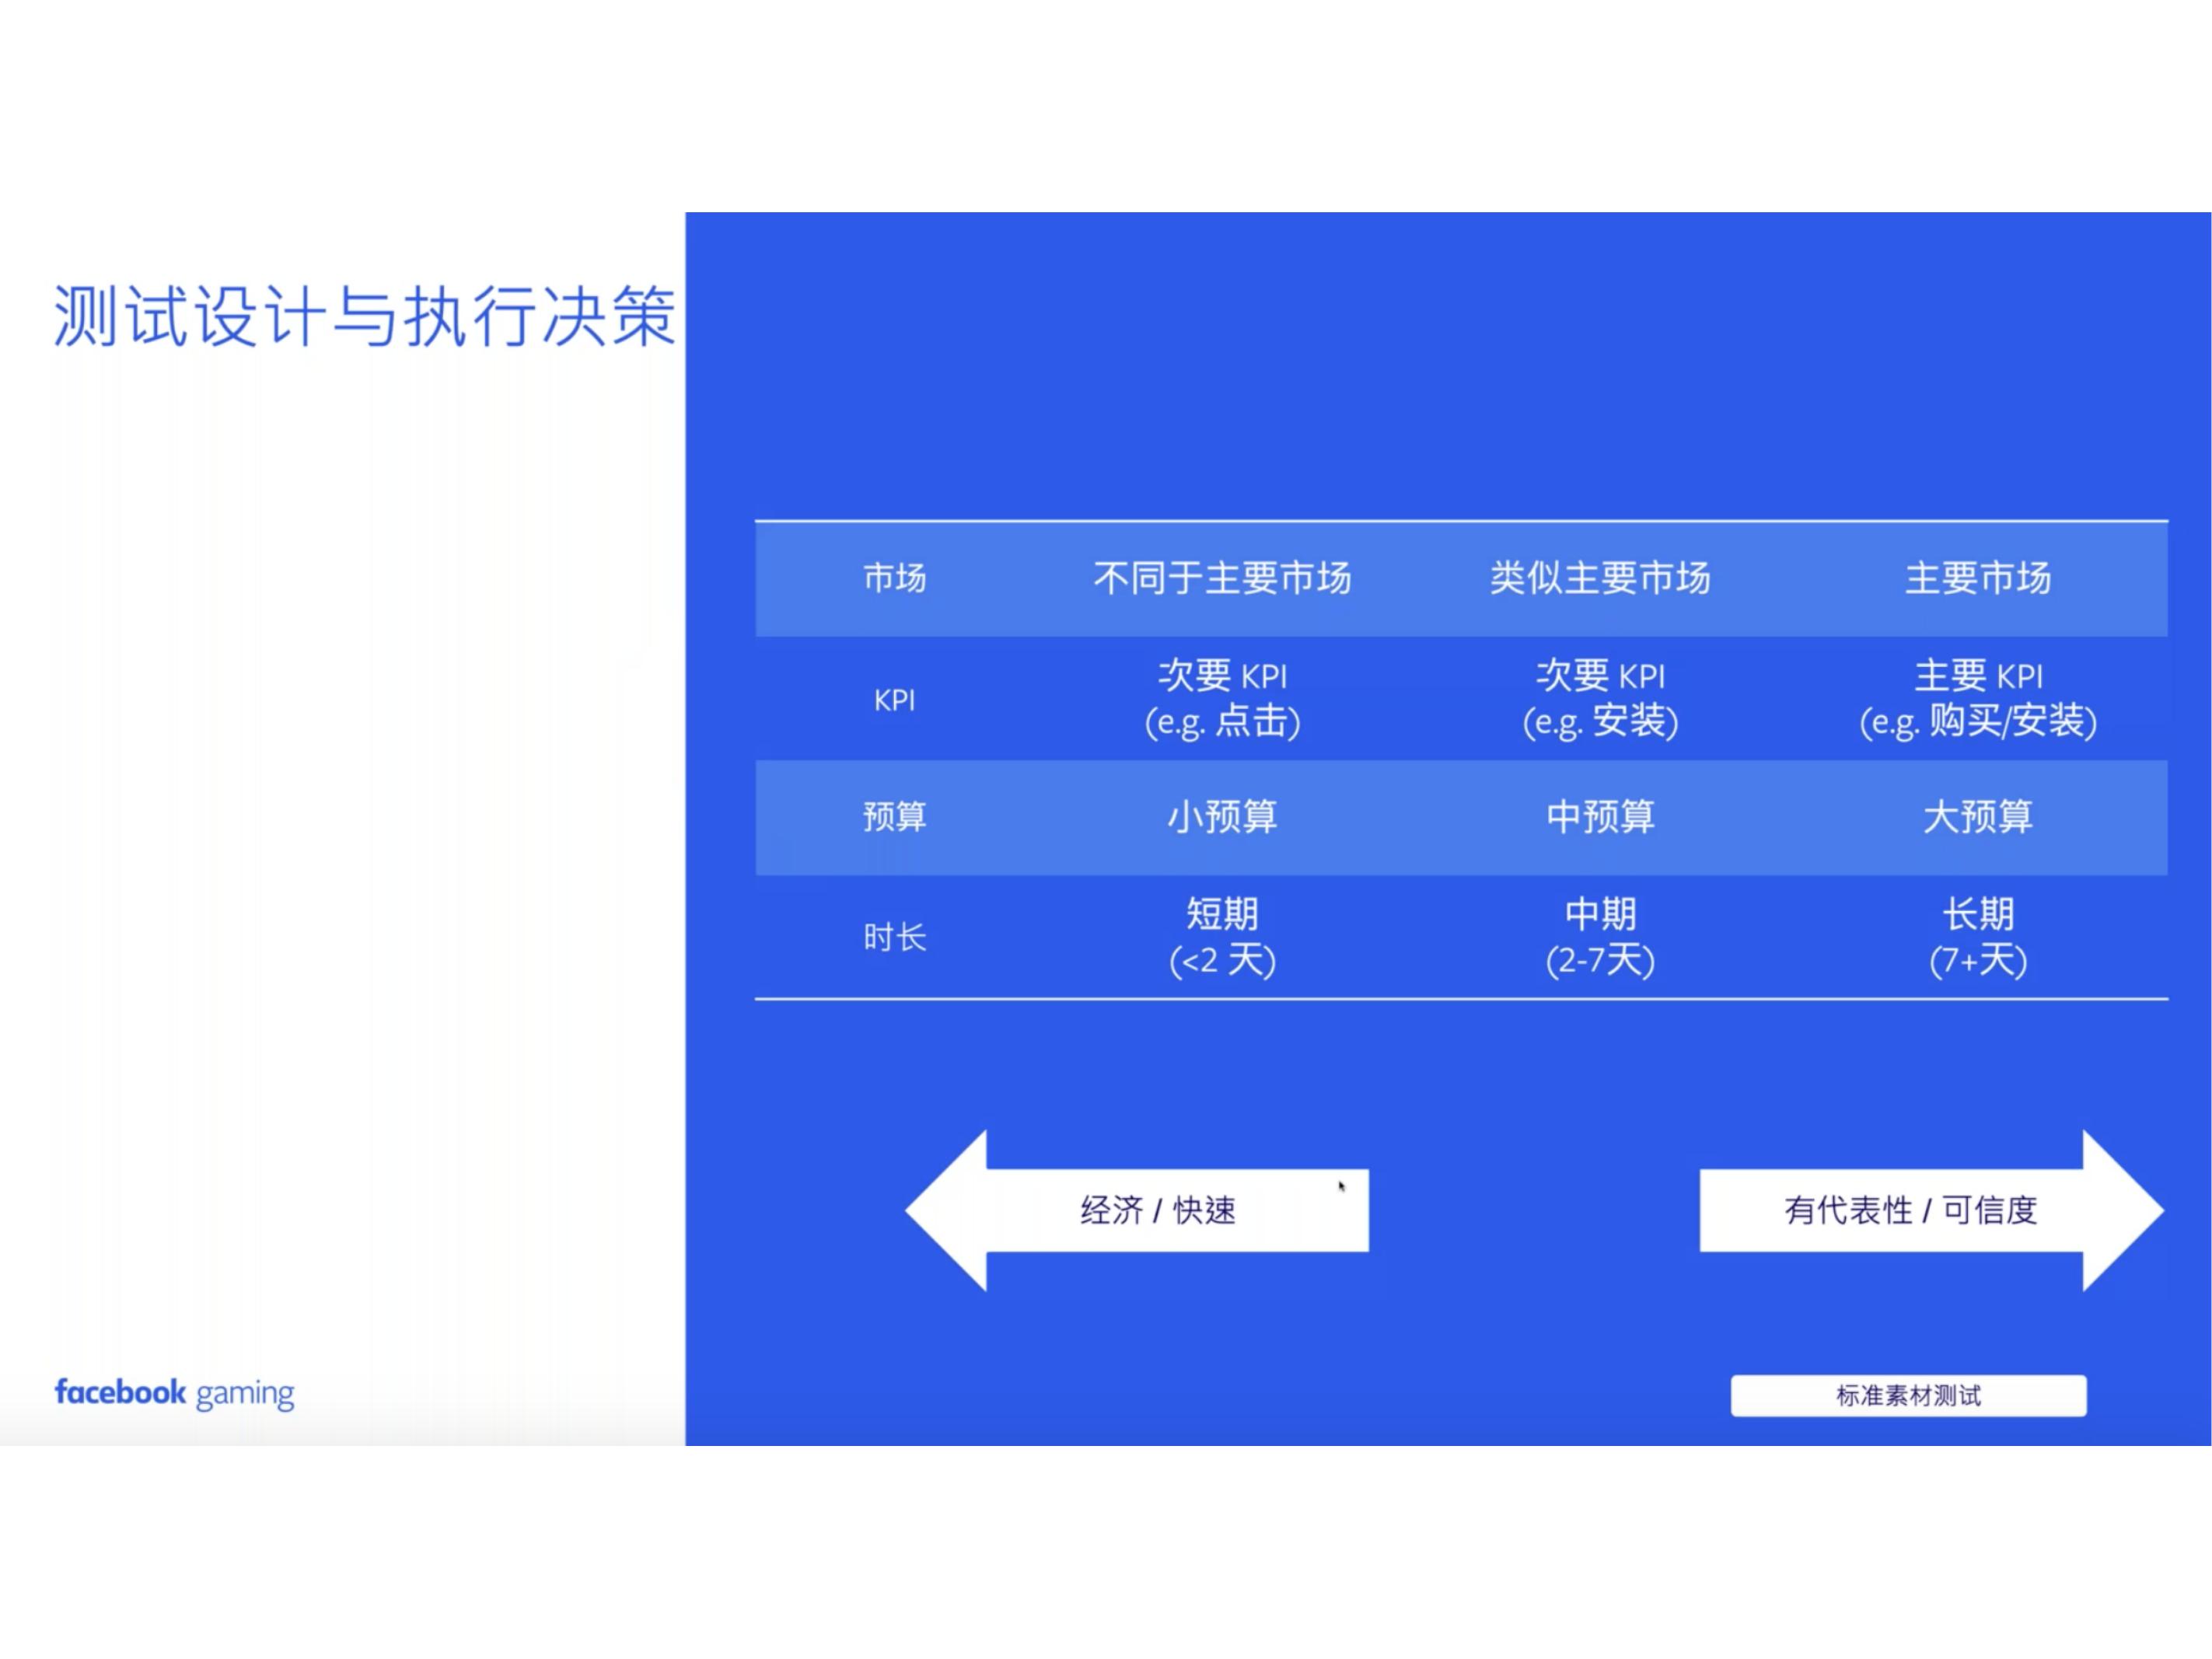 测试设计与执行决策
市场 不同于主要市场 类似主要市场 主要市场
KPI 次要 KPI (e.g. 点击) 次要 KPI (e.g. 安装) 主要 KPI (e.g. 购买/安装)
预算 小预算 中预算 大预算
时长 短期 (<2 天) 中期 (2-7天) 长期 (7+天)
经济 / 快速
有代表性 / 可信度
facebook gaming
标准素材测试